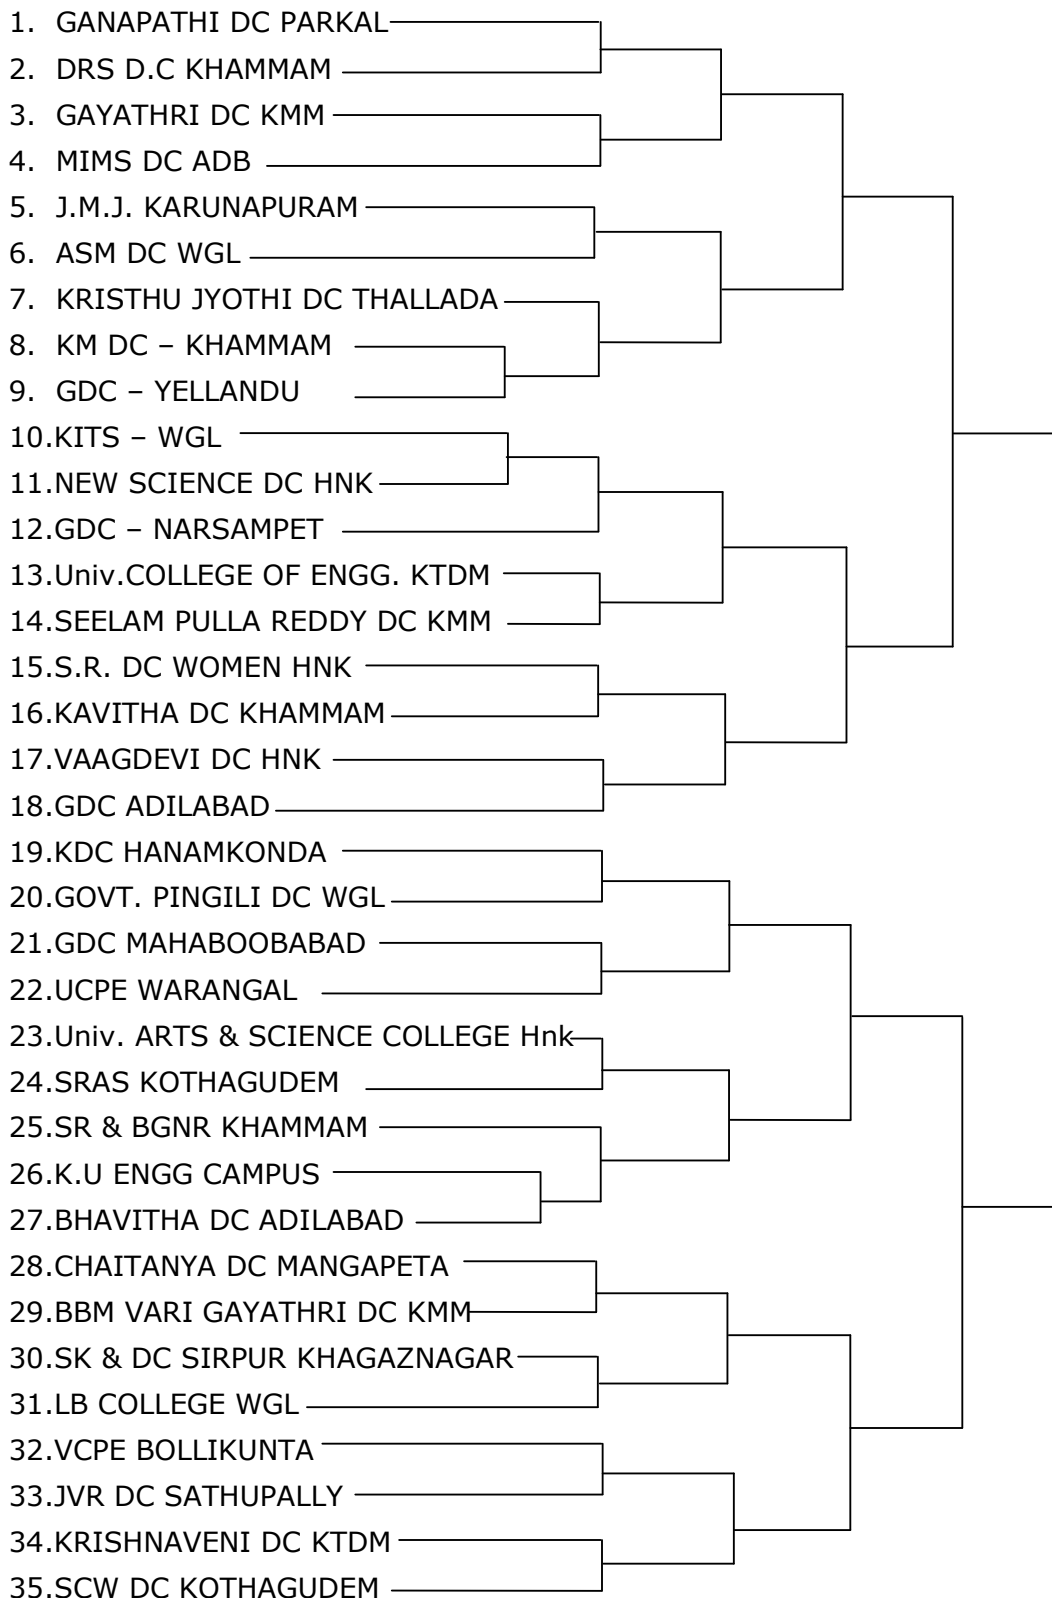 1. GANAPATHI DC PARKAL
2. DRS D.C KHAMMAM
3. GAYATHRI DC KMM
4. MIMS DC ADB
5. J.M.J. KARUNAPURAM
6. ASM DC WGL
7. KRISTHU JYOTHI DC THALLADA
8. KM DC – KHAMMAM
9. GDC – YELLANDU
10.KITS – WGL
11.NEW SCIENCE DC HNK
12.GDC – NARSAMPET
13.Univ.COLLEGE OF ENGG. KTDM
14.SEELAM PULLA REDDY DC KMM
15.S.R. DC WOMEN HNK
16.KAVITHA DC KHAMMAM
17.VAAGDEVI DC HNK
18.GDC ADILABAD
19.KDC HANAMKONDA
20.GOVT. PINGILI DC WGL
21.GDC MAHABOOBABAD
22.UCPE WARANGAL
23.Univ. ARTS & SCIENCE COLLEGE Hnk
24.SRAS KOTHAGUDEM
25.SR & BGNR KHAMMAM
26.K.U ENGG CAMPUS
27.BHAVITHA DC ADILABAD
28.CHAITANYA DC MANGAPETA
29.BBM VARI GAYATHRI DC KMM
30.SK & DC SIRPUR KHAGAZNAGAR
31.LB COLLEGE WGL
32.VCPE BOLLIKUNTA
33.JVR DC SATHUPALLY
34.KRISHNAVENI DC KTDM
35.SCW DC KOTHAGUDEM